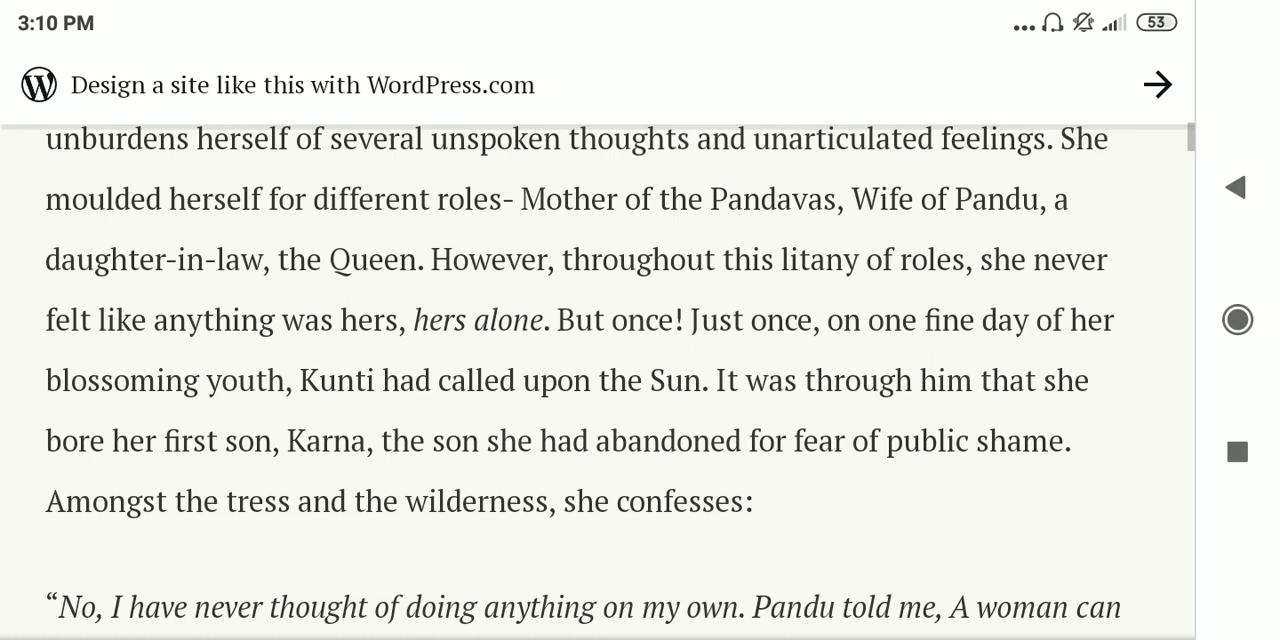 3:10 PM
53
Design a site like this with WordPress.com
unburdens herself of several unspoken thoughts and unarticulated feelings. She
moulded herself for different roles- Mother of the Pandavas, Wife of Pandu, a
daughter-in-law, the Queen. However, throughout this litany of roles, she never
felt like anything was hers, hers alone. But once! Just once, on one fine day of her
blossoming youth, Kunti had called upon the Sun. It was through him that she
bore her first son, Karna, the son she had abandoned for fear of public shame.
Amongst the tress and the wilderness, she confesses:
“No, I have never thought of doing anything on my own. Pandu told me, A woman can